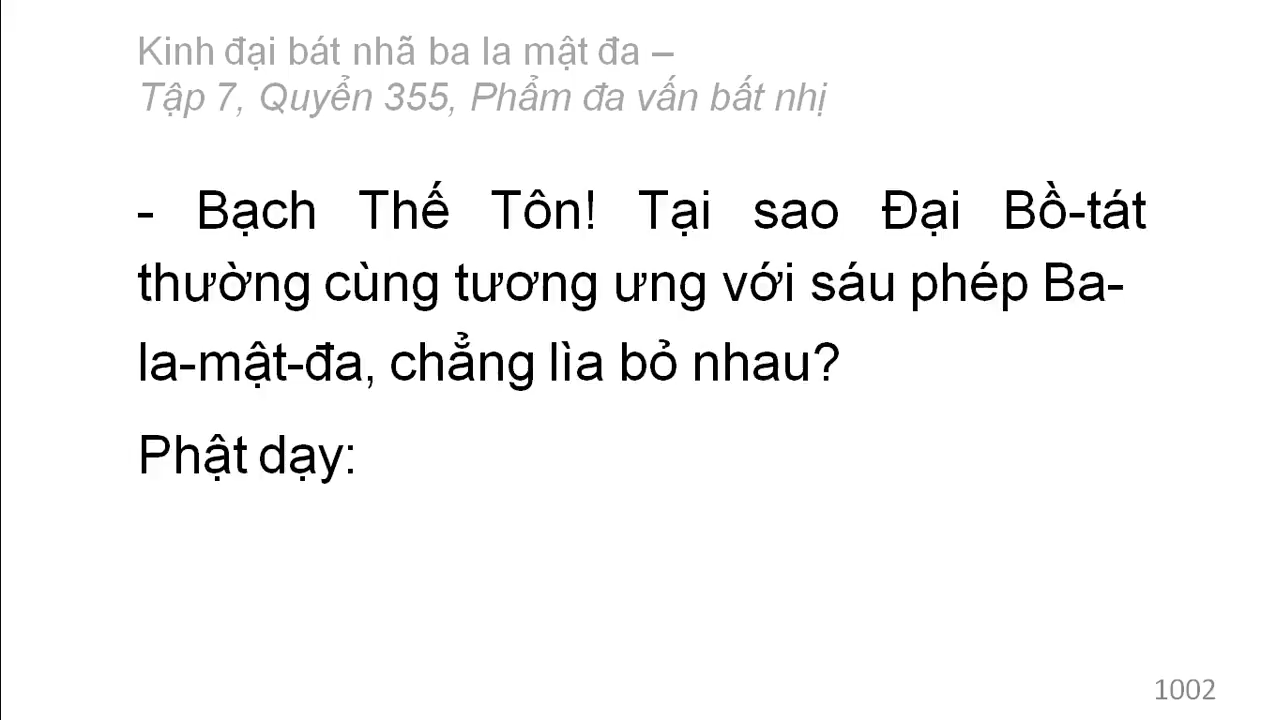 Kinh đại bát nhã ba la mật đa –
Tập 7, Quyển 355, Phẩm đa vấn bất nhị
- Bạch Thế Tôn! Tại sao Đại Bồ-tát
thường cùng tương ưng với sáu phép Ba-
la-mật-đa, chẳng lìa bỏ nhau?
Phật dạy:
1002